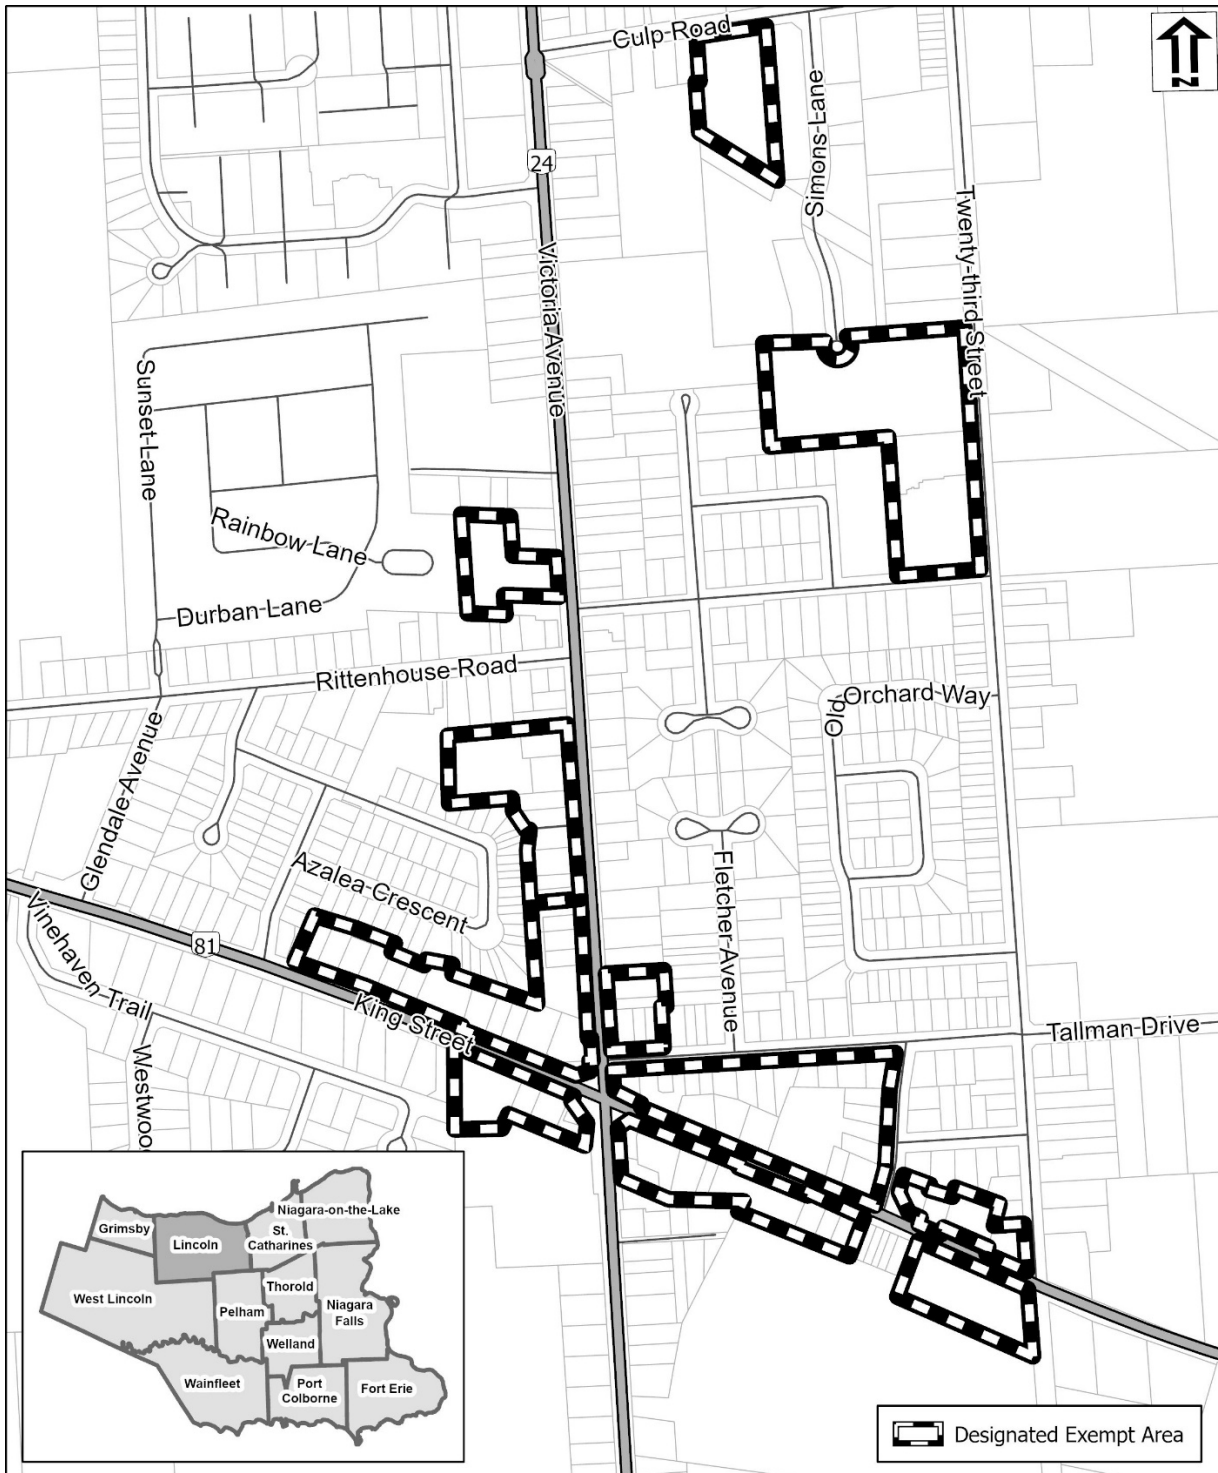 Culp Road
N
Simons Lane
24
Victoria Avenue
Twenty-third Street
Sunset Lane
Rainbow Lane
Durban Lane
Rittenhouse Road
Orchard Way
Old
Glendale Avenue
Azalea Crescent
Fletcher Avenue
81
Vinehaven Trail
King Street
Tallman Drive
Westwoo
Niagara-on-the-Lake
Grimsby
Lincoln
St.
Catharines
West Lincoln
Thorold
Pelham
Niagara
Falls
Welland
Wainfleet
Port
Colborne
Fort Erie
Designated Exempt Area